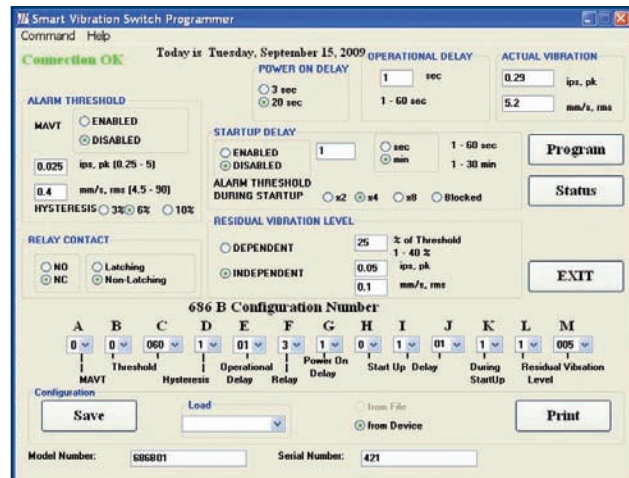 Smart Vibration Switch Programmer
Command Help
Connection OK
Today is Tuesday, September 15, 2009
POWER ON DELAY
3 sec
20 sec
OPERATIONAL DELAY
1 sec
1 - 60 sec
ACTUAL VIBRATION
0.29 ips, pk
5.2 mm/s, rms
ALARM THRESHOLD
MAVT
ENABLED
DISABLED
0.025 ips, pk (0.25 - 5)
0.4 mm/s, rms (4.5 - 90)
HYSTERESIS 3% 6% 10%
STARTUP DELAY
ENABLED
DISABLED
1
sec
min
1 - 60 sec
1 - 30 min
ALARM THRESHOLD
DURING STARTUP x2 x4 x8 Blocked
Program
Status
EXIT
RELAY CONTACT
NO
NC
Latching
Non-Latching
RESIDUAL VIBRATION LEVEL
DEPENDENT
INDEPENDENT
25 % of Threshold
1 - 40 %
0.05 ips, pk
0.1 mm/s, rms
686 B Configuration Number
A B C D E F G H I J K L M
0 0 060 1 01 3 1 0 1 01 1 1 005
MAVT
Threshold
Hysteresis
Operational
Delay
Relay
Power On
Delay
Start Up Delay
During
StartUp
Residual Vibration
Level
Configuration
Save
Load
from File
from Device
Print
Model Number: 686B01
Serial Number: 421